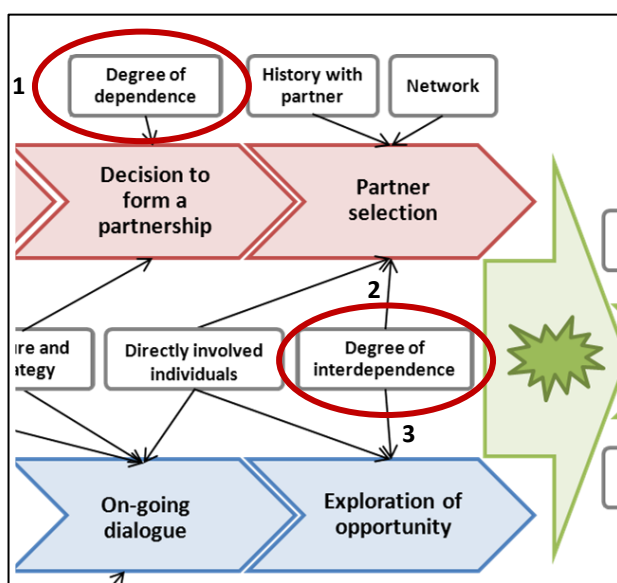 1
Degree of
dependence
History with
partner
Network
Decision to
form a
partnership
Partner
selection
2
ure and
ategy
Directly involved
individuals
Degree of
interdependence
3
On-going
dialogue
Exploration of
opportunity